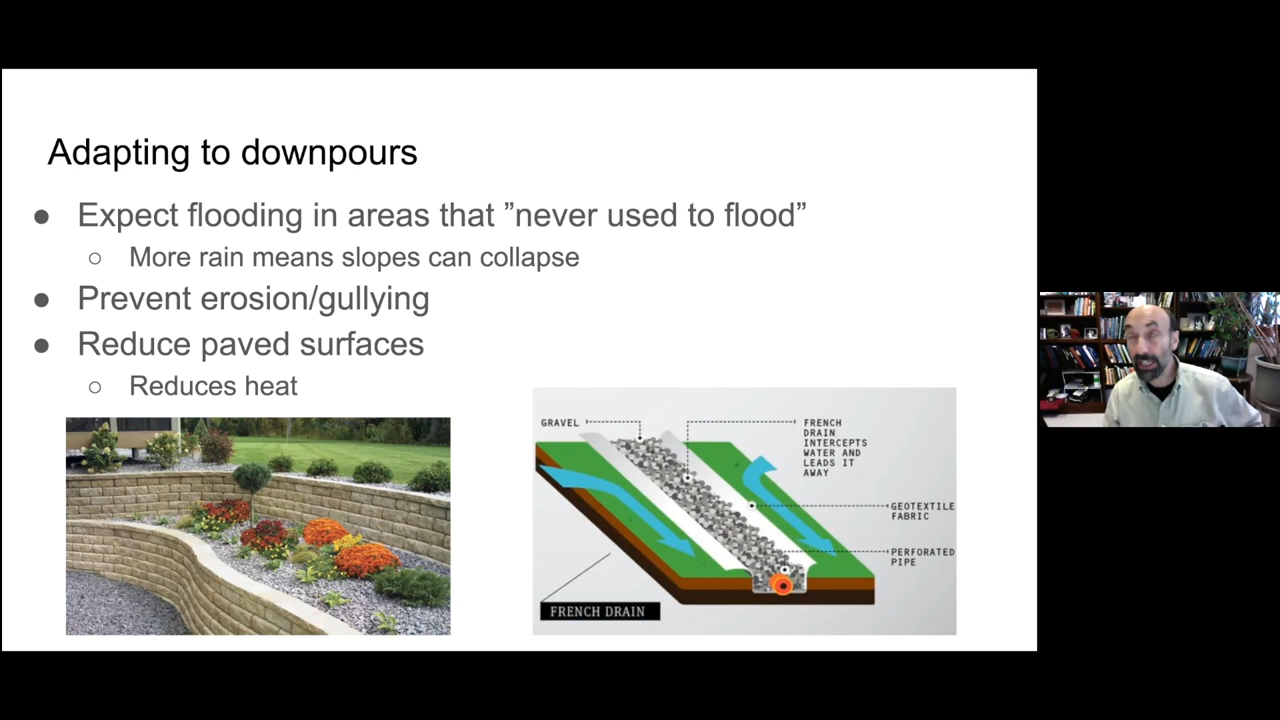 Adapting to downpours
● Expect flooding in areas that ”never used to flood”
○ More rain means slopes can collapse
● Prevent erosion/gullying
● Reduce paved surfaces
○ Reduces heat
GRAVEL
FRENCH
DRAIN
INTERCEPTS
WATER AND
LEADS IT
AWAY
GEOTEXTILE
FABRIC
PERFORATED
PIPE
FRENCH DRAIN